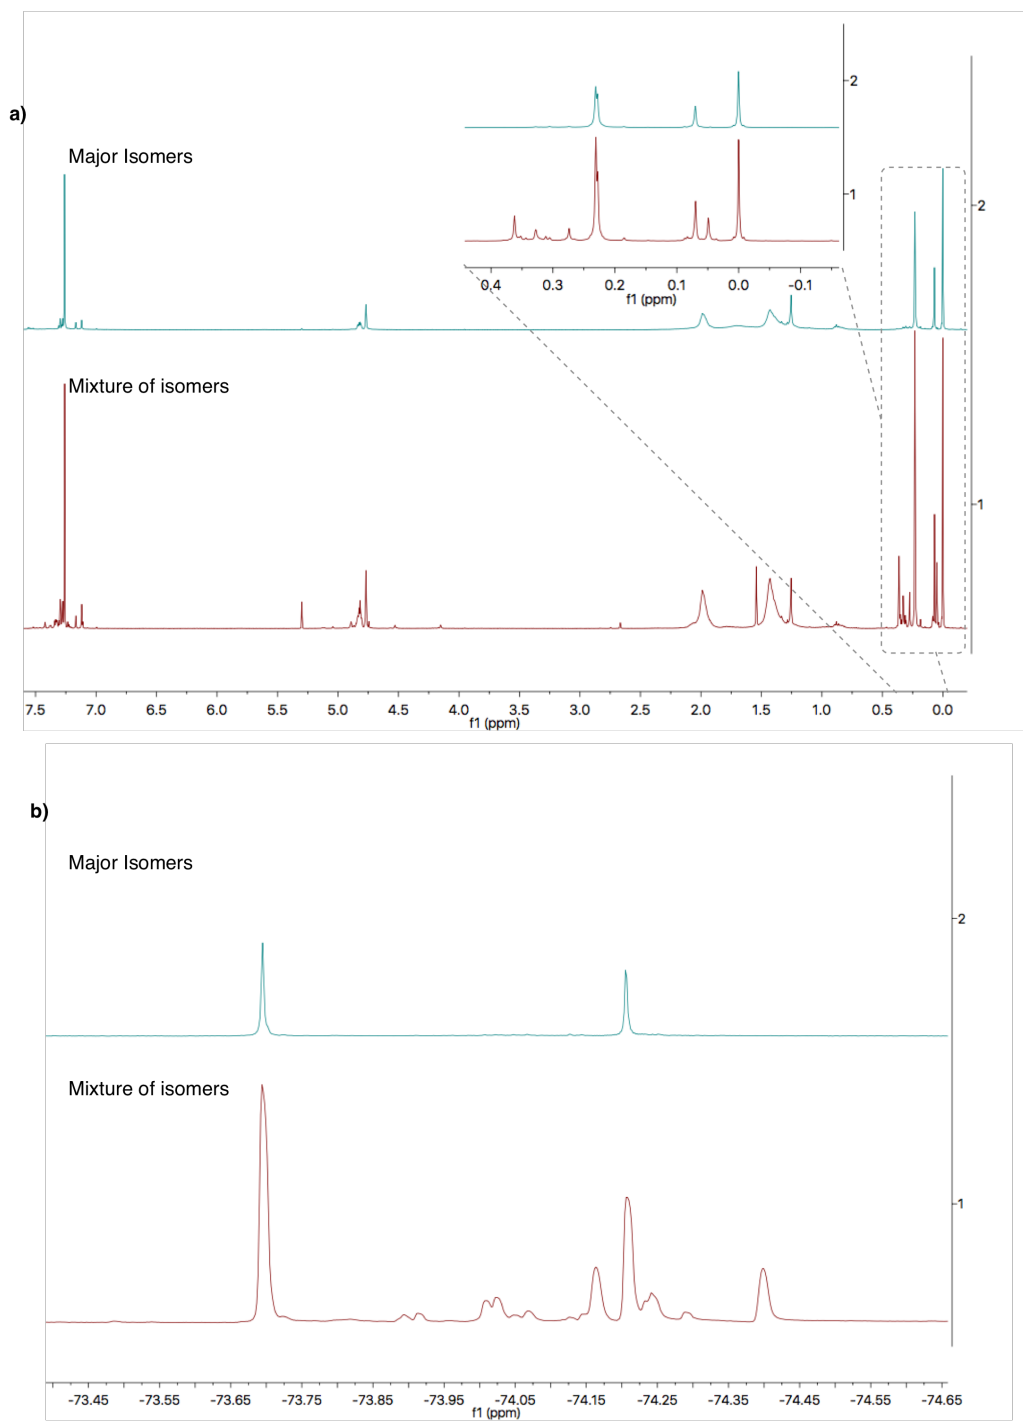 a)
Major Isomers
2
1
0.4 0.3 0.2 0.1 0.0 -0.1
f1 (ppm)
2
Mixture of isomers
1
7.5 7.0 6.5 6.0 5.5 5.0 4.5 4.0 3.5 3.0 2.5 2.0 1.5 1.0 0.5 0.0
f1 (ppm)
b)
Major Isomers
2
Mixture of isomers
1
-73.45 -73.55 -73.65 -73.75 -73.85 -73.95 -74.05 -74.15 -74.25 -74.35 -74.45 -74.55 -74.65
f1 (ppm)